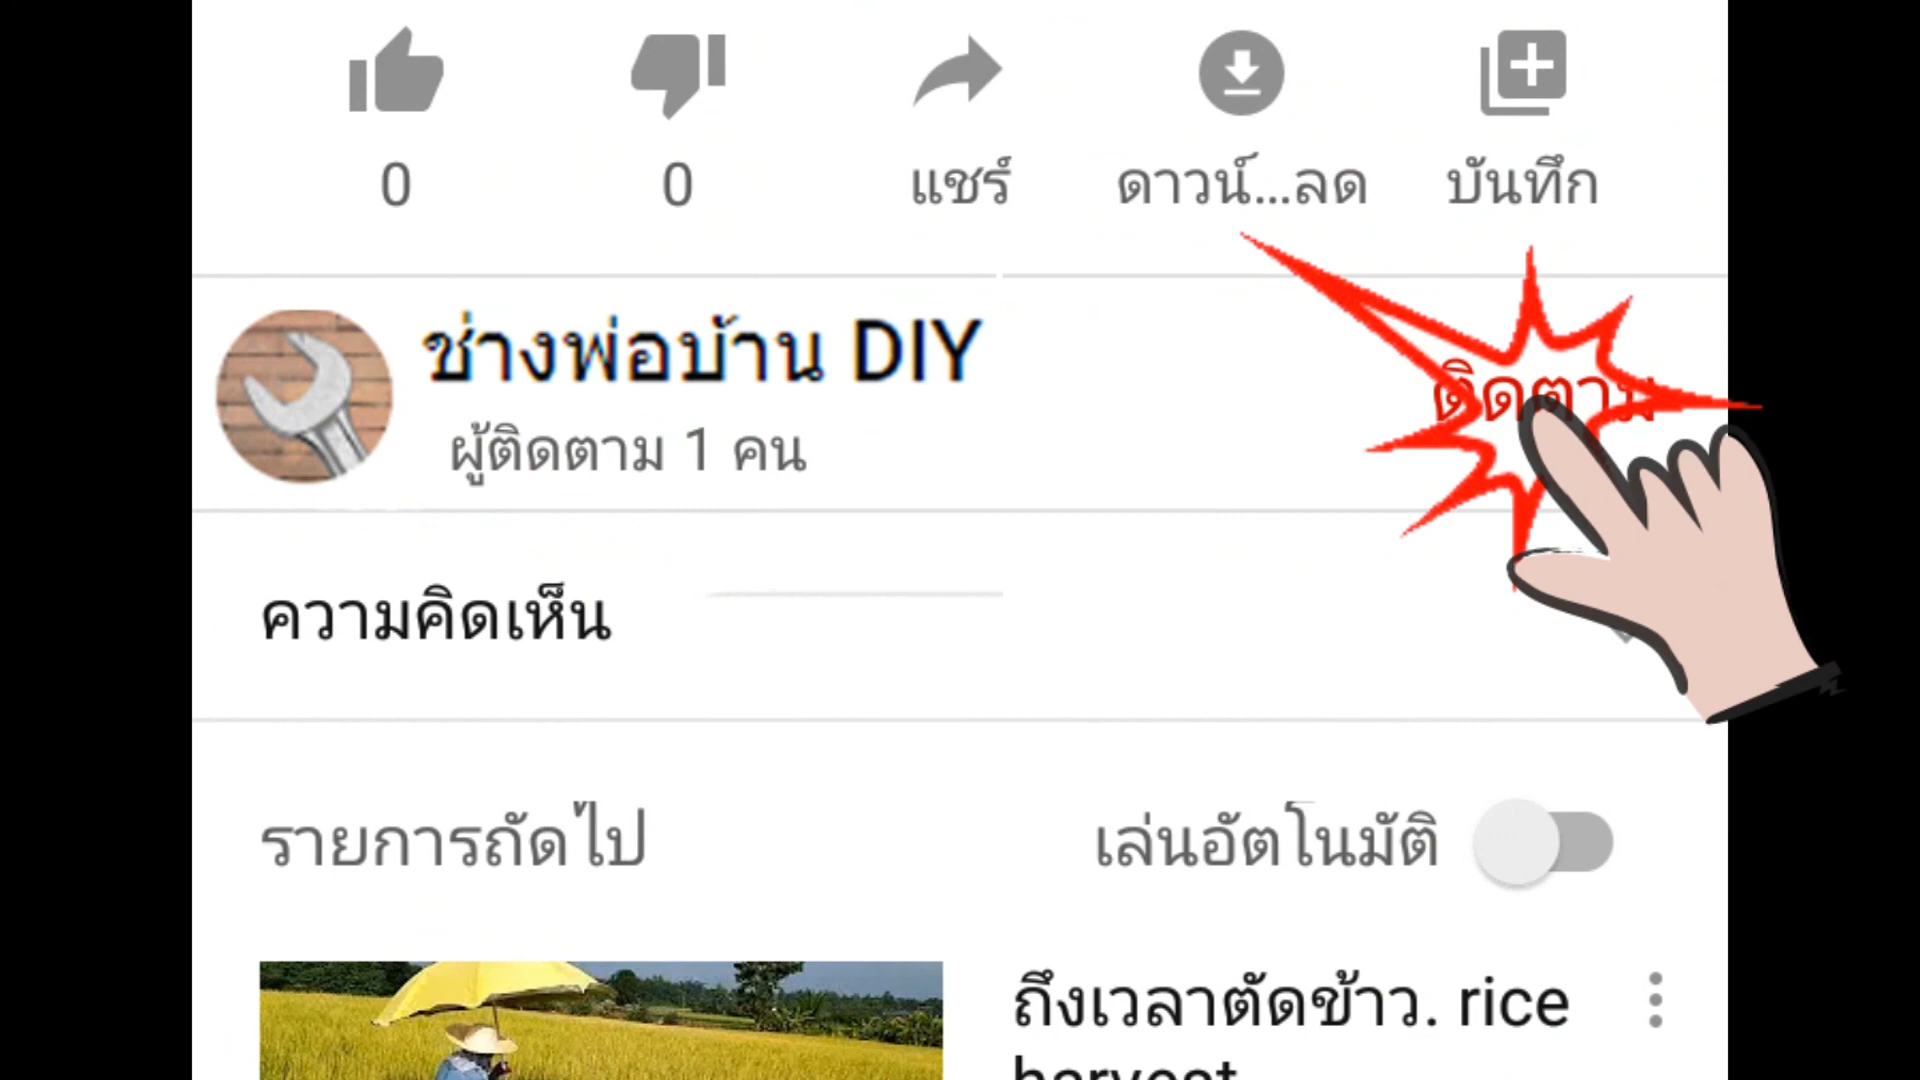 0
0
แชร์
ดาวน์...ลด
บันทึก
ช่างพ่อบ้าน DIY
ผู้ติดตาม 1 คน
ติดตาม
ความคิดเห็น
รายการถัดไป
เล่นอัตโนมัติ
ถึงเวลาตัดข้าว. rice
harvest